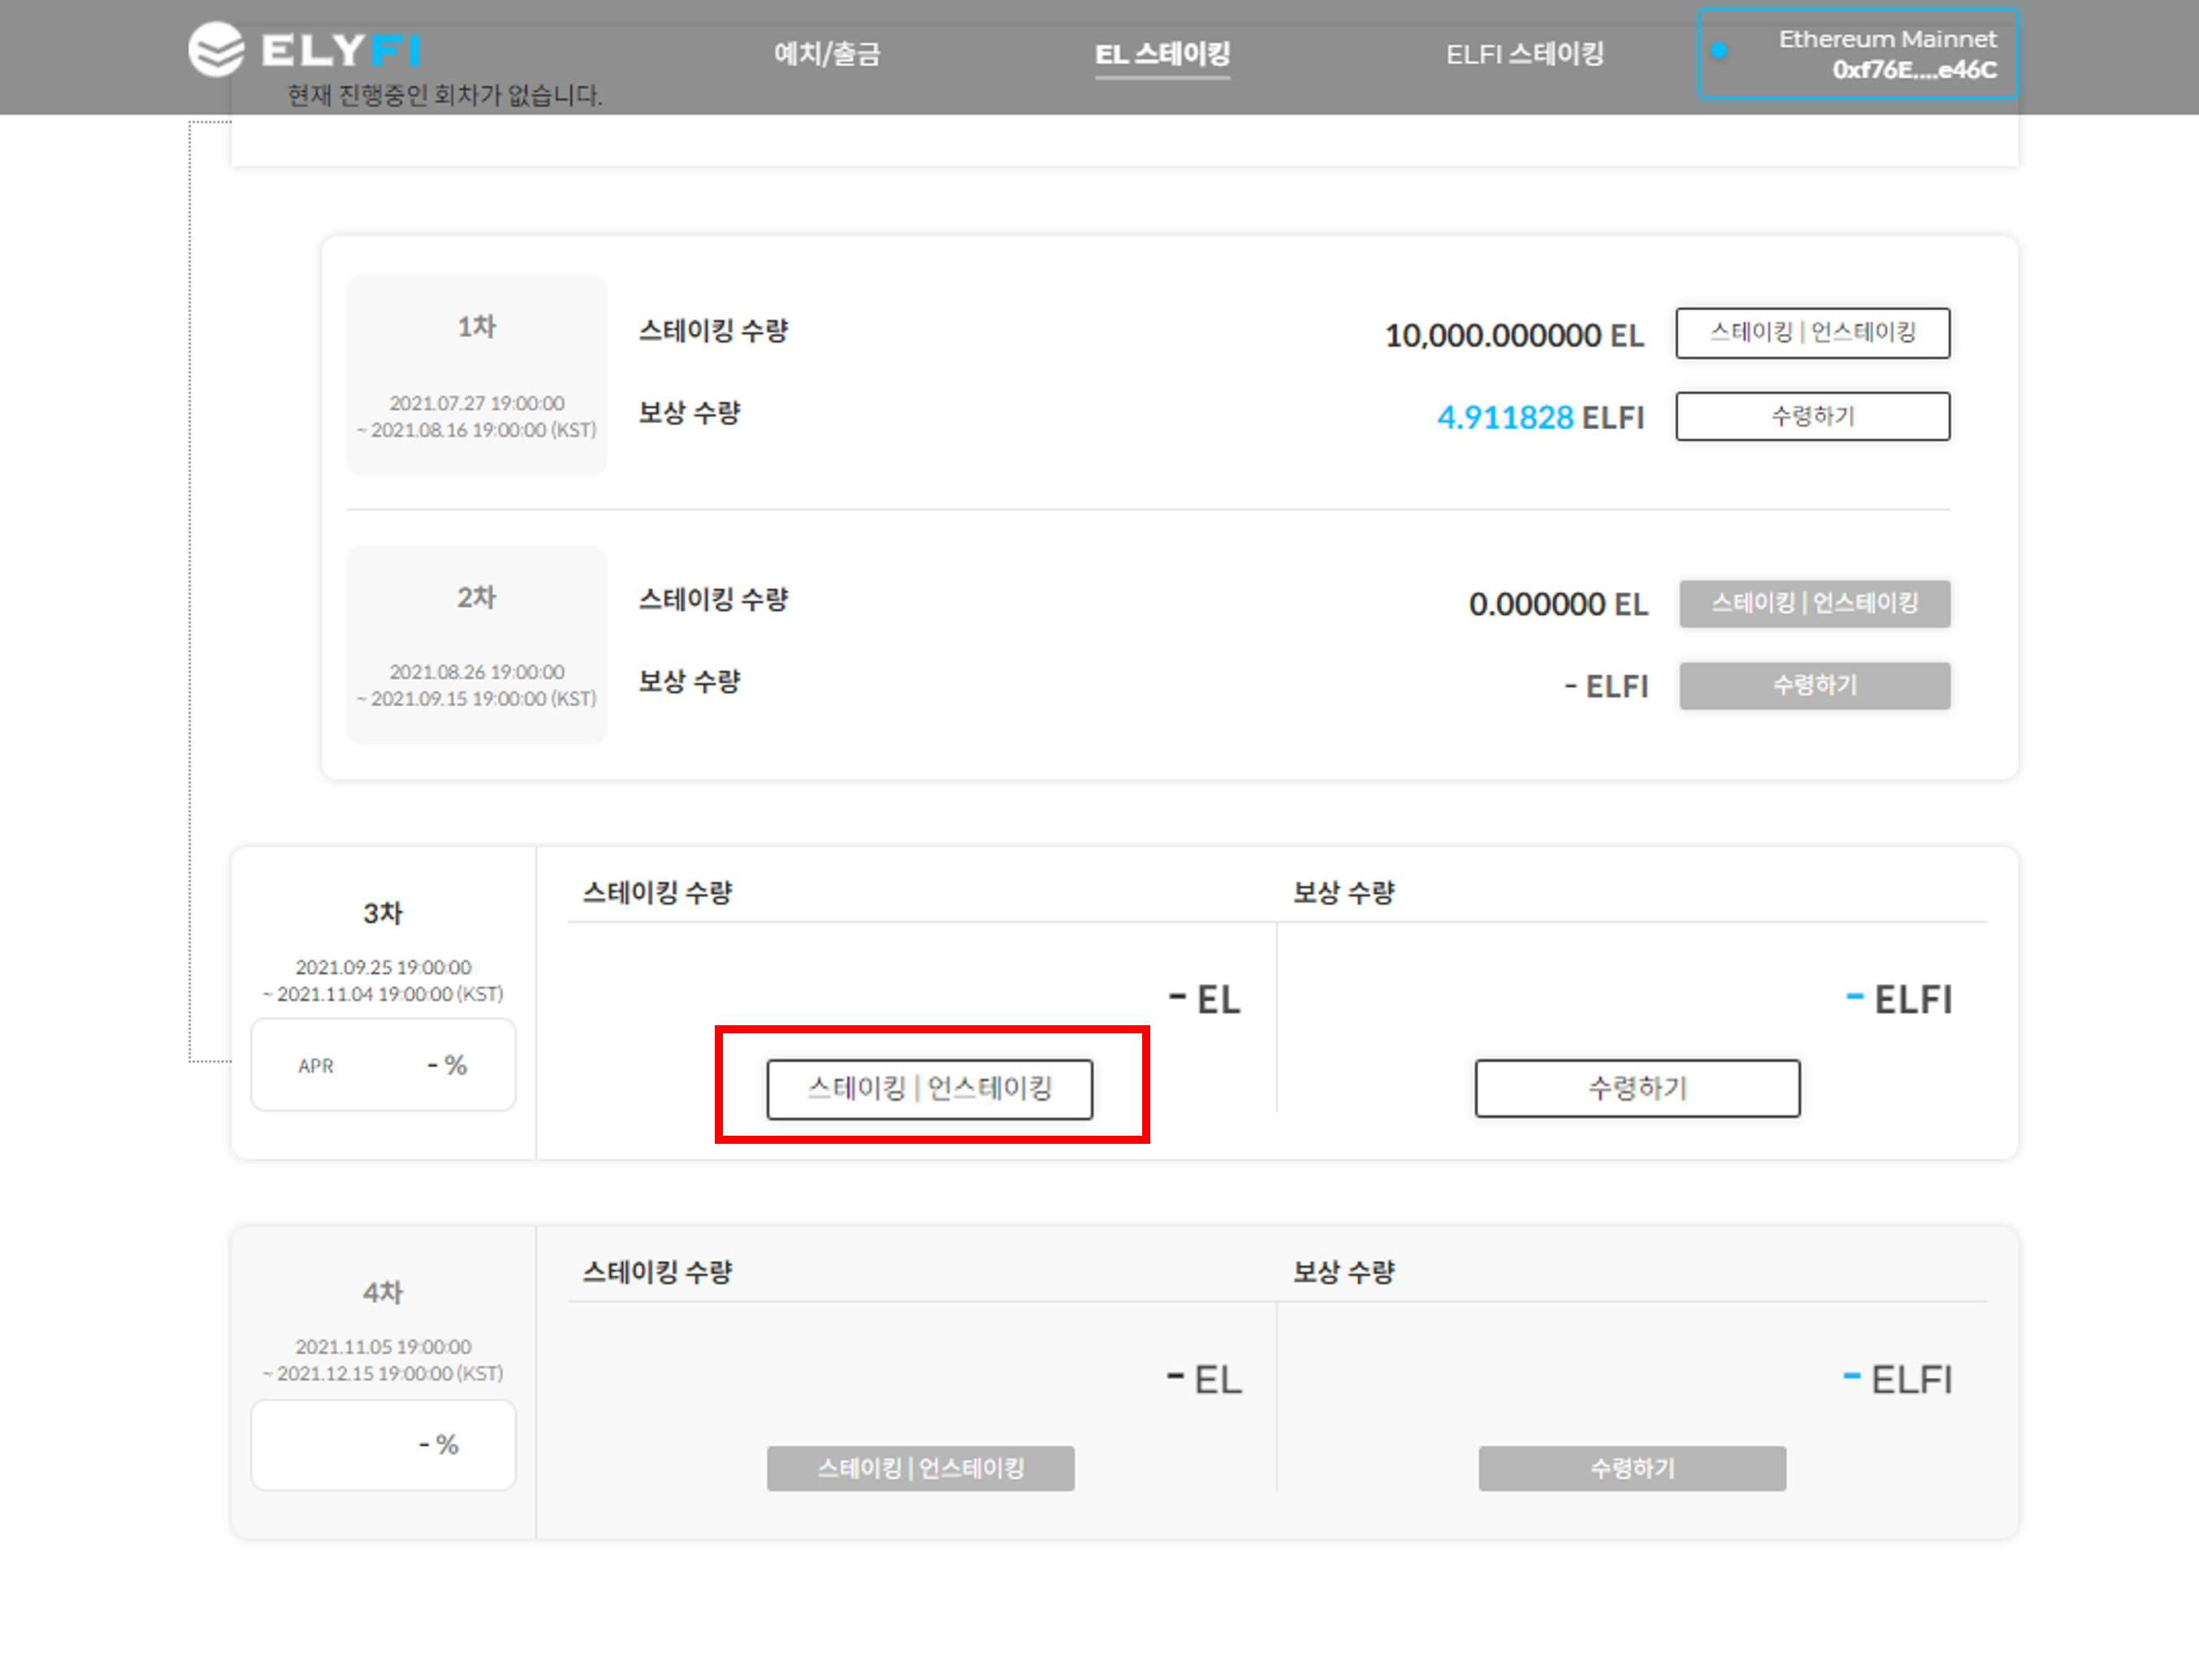 ELYFI
예치/출금
EL 스테이킹
ELFI 스테이킹
Ethereum Mainnet
0xf76E....e46C
현재 진행중인 회차가 없습니다.
1차
2021.07.27 19:00:00
~ 2021.08.16 19:00:00 (KST)
스테이킹 수량
10,000.000000 EL
스테이킹 | 언스테이킹
보상 수량
4.911828 ELFI
수령하기
2차
2021.08.26 19:00:00
~ 2021.09.15 19:00:00 (KST)
스테이킹 수량
0.000000 EL
스테이킹 | 언스테이킹
보상 수량
- ELFI
수령하기
3차
2021.09.25 19:00:00
~ 2021.11.04 19:00:00 (KST)
APR - %
스테이킹 수량
- EL
스테이킹 | 언스테이킹
보상 수량
- ELFI
수령하기
4차
2021.11.05 19:00:00
~ 2021.12.15 19:00:00 (KST)
- %
스테이킹 수량
- EL
스테이킹 | 언스테이킹
보상 수량
- ELFI
수령하기